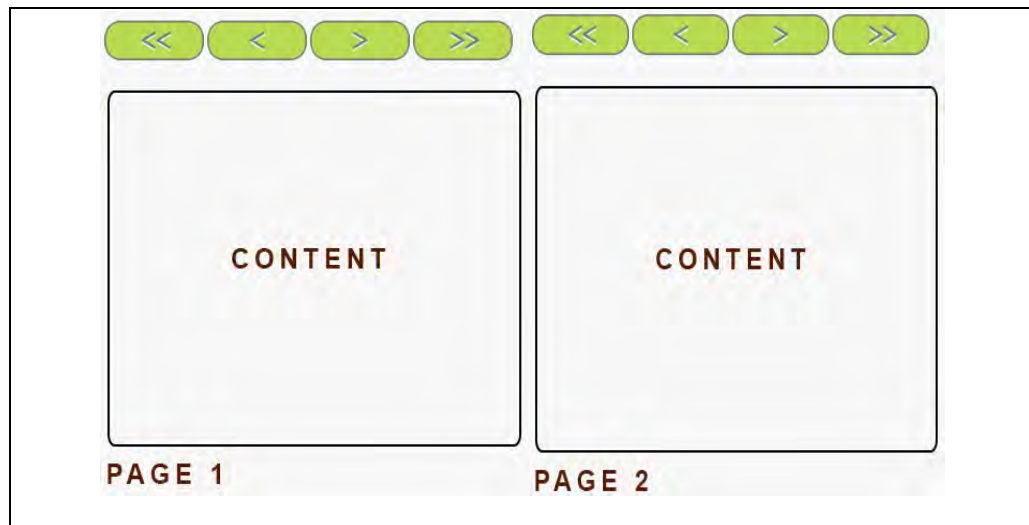 << < > >> << < > >>
CONTENT CONTENT
PAGE 1 PAGE 2